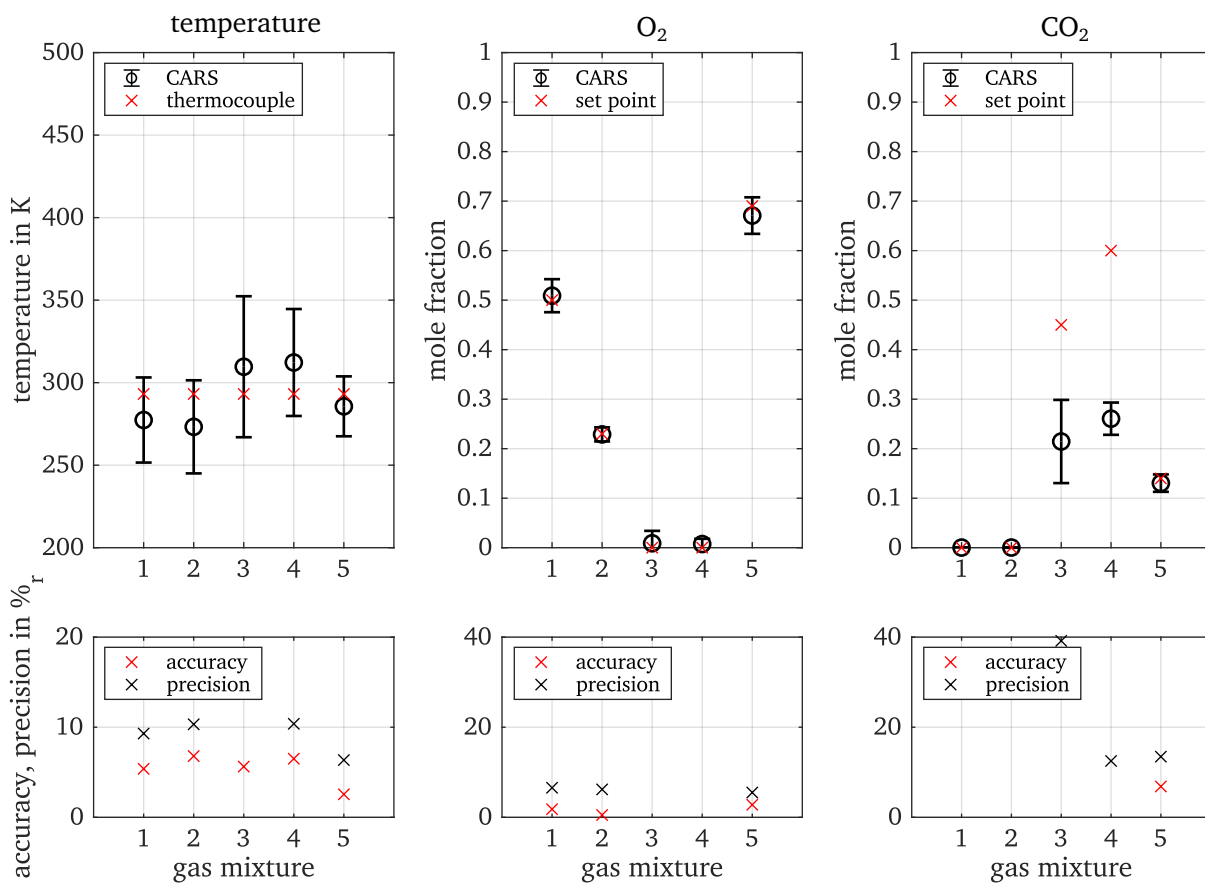 temperature
O₂
CO₂
500
450
400
350
300
250
200
temperature in K
CARS
thermocouple
1 2 3 4 5
1
0.9
0.8
0.7
0.6
0.5
0.4
0.3
0.2
0.1
0
mole fraction
CARS
set point
1 2 3 4 5
1
0.9
0.8
0.7
0.6
0.5
0.4
0.3
0.2
0.1
0
mole fraction
CARS
set point
1 2 3 4 5
accuracy, precision in %r
20
10
0
accuracy
precision
1 2 3 4 5
gas mixture
40
20
0
accuracy
precision
1 2 3 4 5
gas mixture
40
20
0
accuracy
precision
1 2 3 4 5
gas mixture